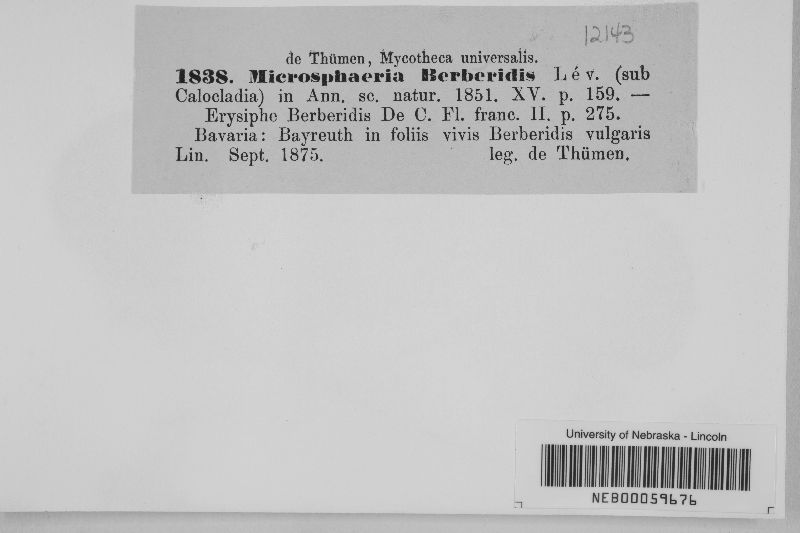 12143
de Thümen, Mycotheca universalis.
1838. Microsphaeria Berberidis Lév. (sub
Calocladia) in Ann. sc. natur. 1851. XV. p. 159. —
Erysiphe Berberidis De C. Fl. franc. II. p. 275.
Bavaria: Bayreuth in foliis vivis Berberidis vulgaris
Lin. Sept. 1875. leg. de Thümen.
University of Nebraska - Lincoln
NEB00059676